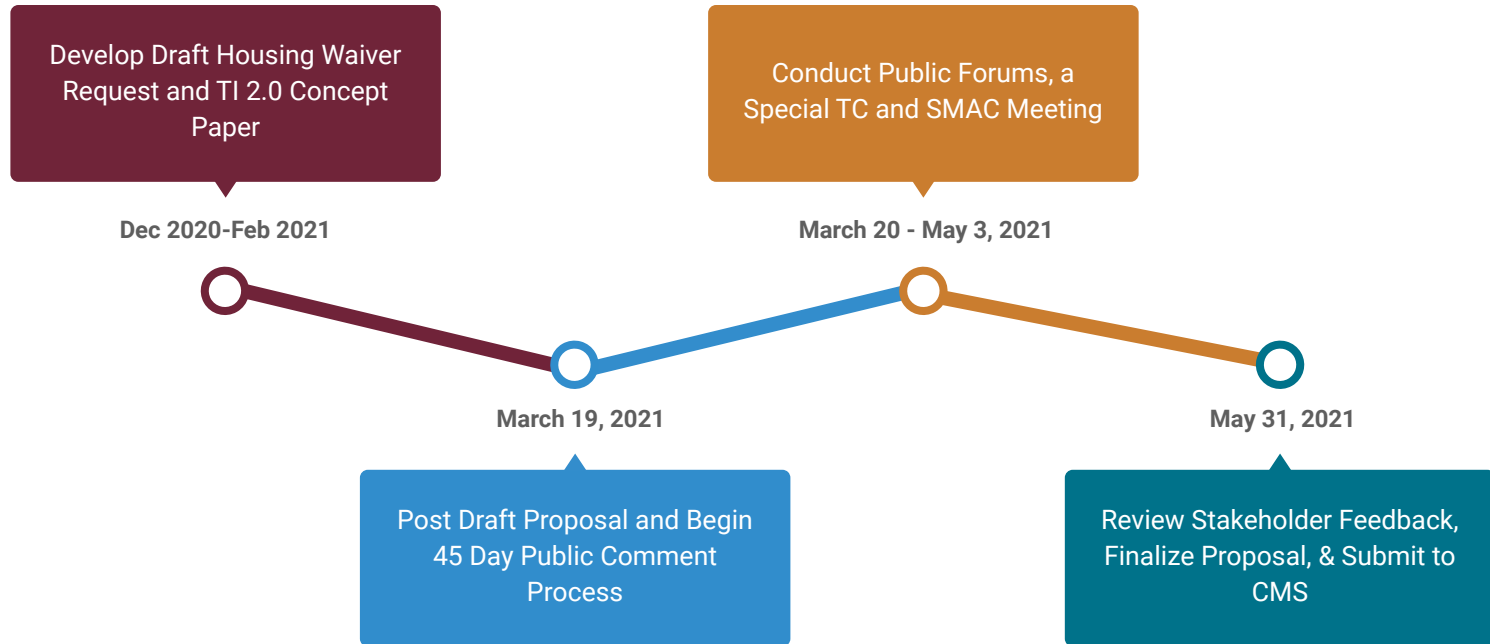 Develop Draft Housing Waiver
Request and TI 2.0 Concept
Paper
Dec 2020-Feb 2021
March 19, 2021
Post Draft Proposal and Begin
45 Day Public Comment
Process
Conduct Public Forums, a
Special TC and SMAC Meeting
March 20 - May 3, 2021
May 31, 2021
Review Stakeholder Feedback,
Finalize Proposal, & Submit to
CMS